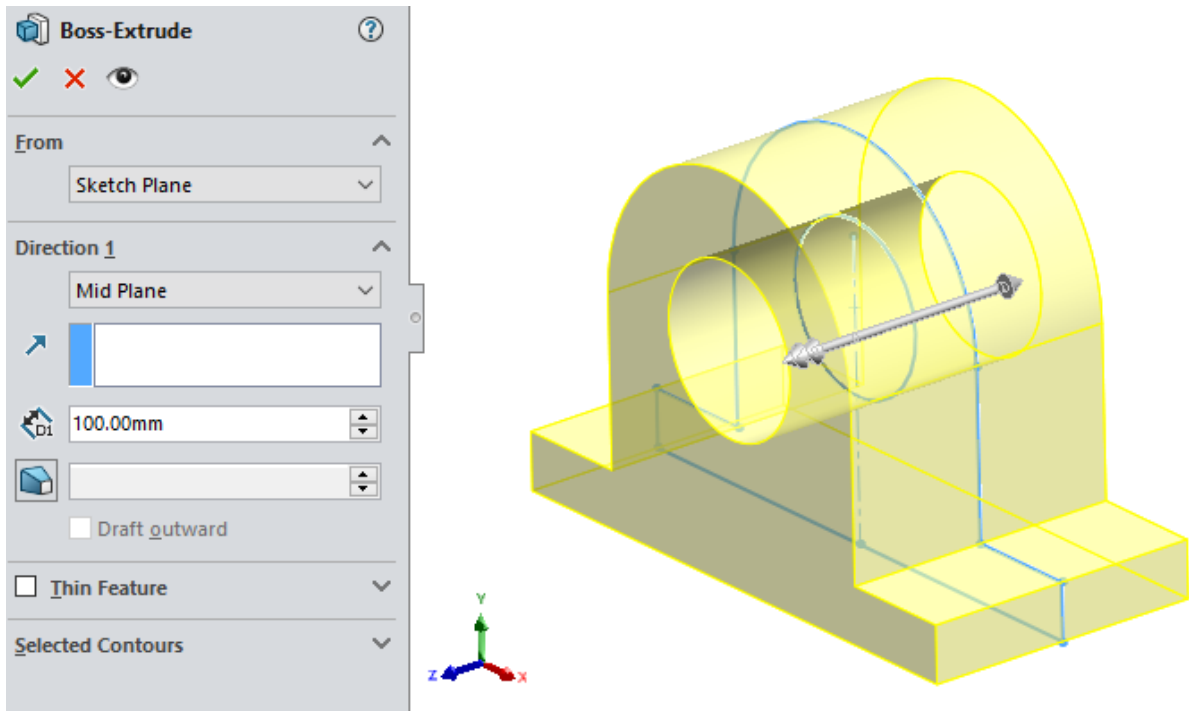 Boss-Extrude
From
Sketch Plane
Direction 1
Mid Plane
D1
100.00mm
Draft outward
Thin Feature
Selected Contours
Y
Z
X